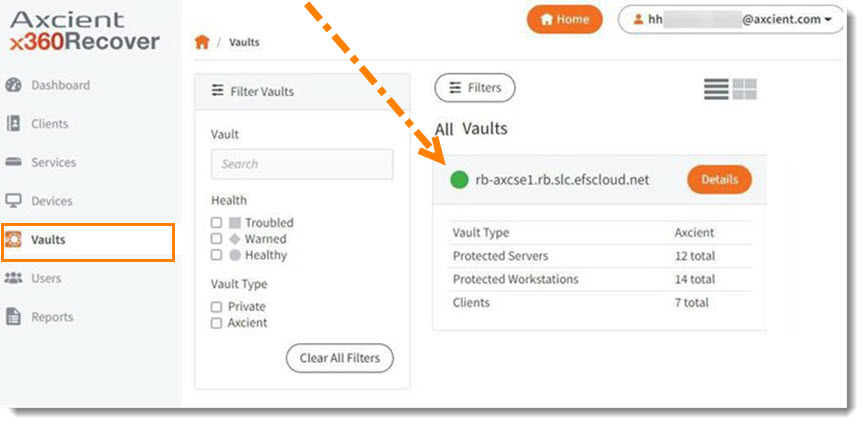 Axcient
x360Recover
Dashboard
Clients
Services
Devices
Vaults
Users
Reports
Home
hh @axcient.com
/ Vaults
Filter Vaults
Vault
Search
Health
Troubled
Warned
Healthy
Vault Type
Private
Axcient
Clear All Filters
Filters
All Vaults
rb-axcse1.rb.slc.efscloud.net
Details
Vault Type Axcient
Protected Servers 12 total
Protected Workstations 14 total
Clients 7 total